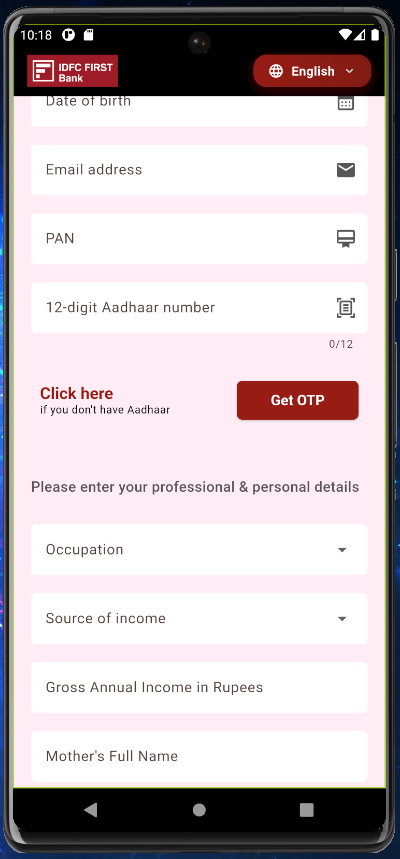 10:18
IDFC FIRST
Bank
English
Date of birth
Email address
PAN
12-digit Aadhaar number
0/12
Click here
if you don't have Aadhaar
Get OTP
Please enter your professional & personal details
Occupation
Source of income
Gross Annual Income in Rupees
Mother's Full Name